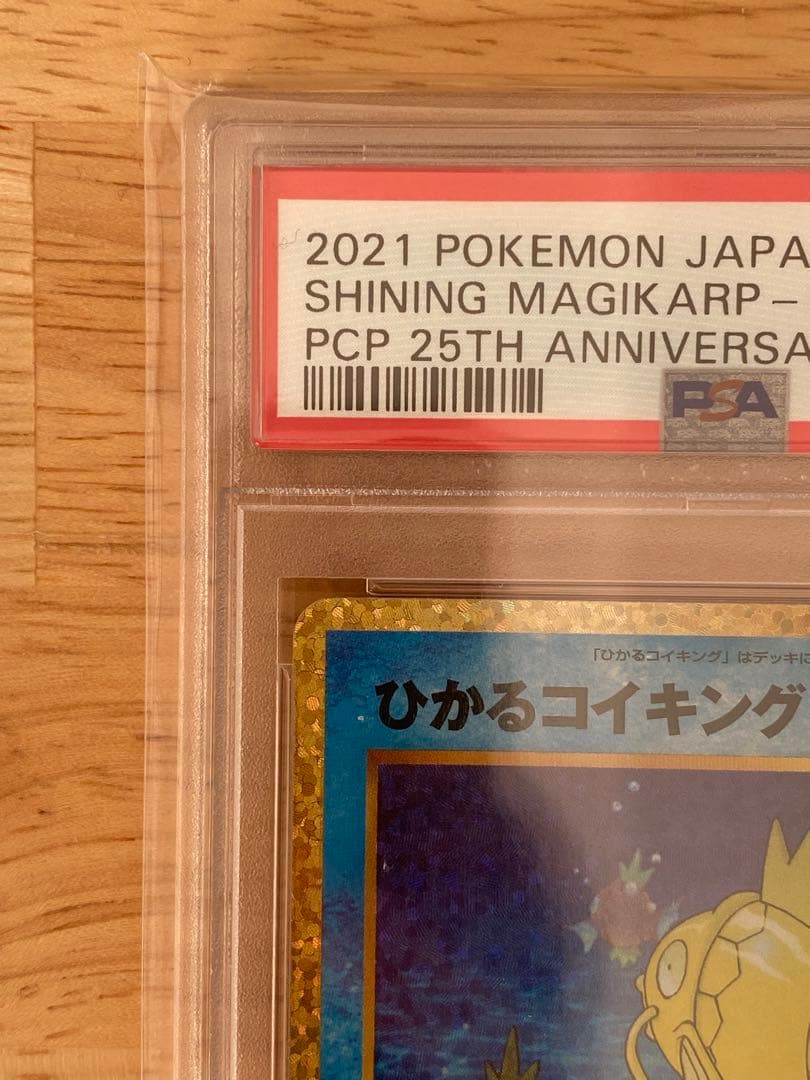 2021 POKEMON JAPA
SHINING MAGIKARP-
PCP 25TH ANNIVERSA
PSA
「ひかるコイキング」はデッキに
ひかるコイキング